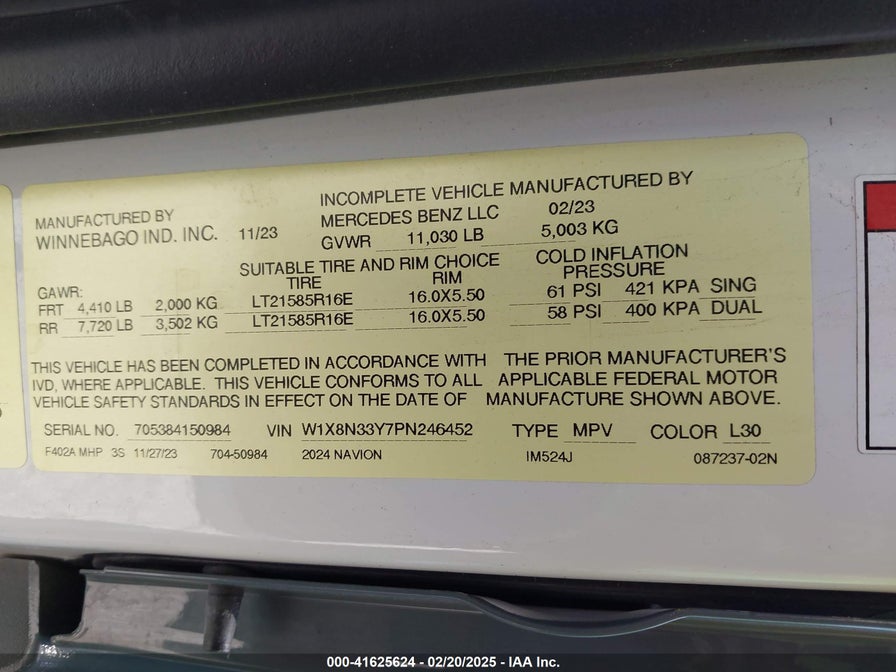 INCOMPLETE VEHICLE MANUFACTURED BY
MANUFACTURED BY MERCEDES BENZ LLC 02/23
WINNEBAGO IND. INC. 11/23 GVWR 11,030 LB 5,003 KG
SUITABLE TIRE AND RIM CHOICE COLD INFLATION
GAWR: TIRE RIM PRESSURE
FRT 4,410 LB 2,000 KG LT21585R16E 16.0X5.50 61 PSI 421 KPA SING
RR 7,720 LB 3,502 KG LT21585R16E 16.0X5.50 58 PSI 400 KPA DUAL
THIS VEHICLE HAS BEEN COMPLETED IN ACCORDANCE WITH THE PRIOR MANUFACTURER'S
IVD, WHERE APPLICABLE. THIS VEHICLE CONFORMS TO ALL APPLICABLE FEDERAL MOTOR
VEHICLE SAFETY STANDARDS IN EFFECT ON THE DATE OF MANUFACTURE SHOWN ABOVE.
SERIAL NO. 705384150984 VIN W1X8N33Y7PN246452 TYPE MPV COLOR L30
F402A MHP 3S 11/27/23 704-50984 2024 NAVION IM524J 087237-02N
000-41625624 - 02/20/2025 - IAA Inc.